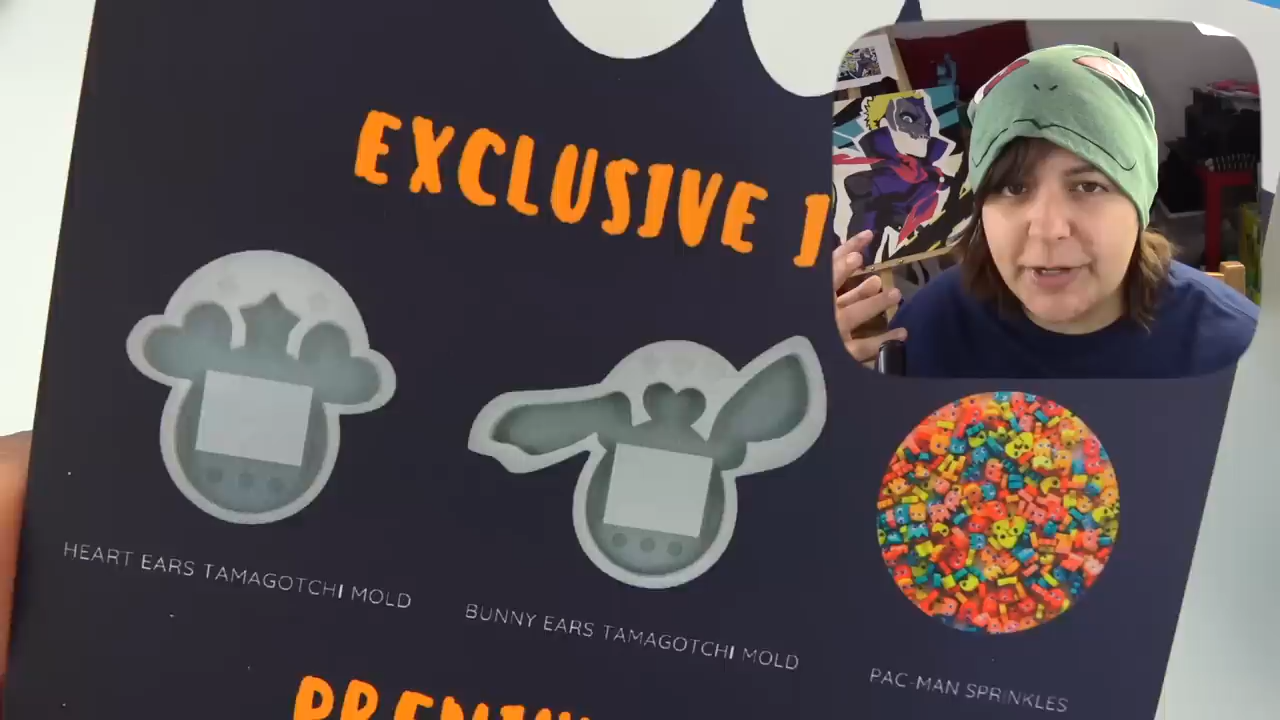 EXCLUSIVE
HEART EARS TAMAGOTCHI MOLD
BUNNY EARS TAMAGOTCHI MOLD
PAC-MAN SPRINKLES